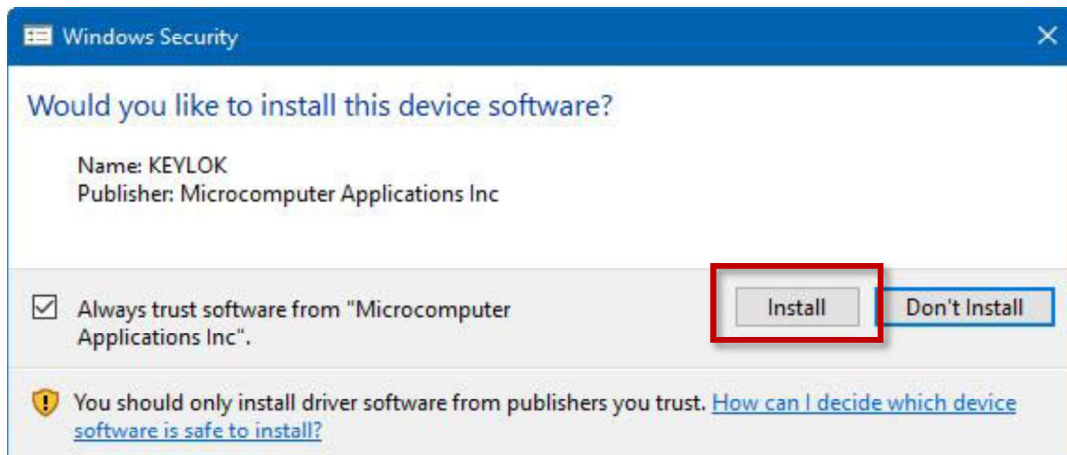 Windows Security
Would you like to install this device software?
Name: KEYLOK
Publisher: Microcomputer Applications Inc
Always trust software from "Microcomputer
Applications Inc".
Install
Don't Install
You should only install driver software from publishers you trust. How can I decide which device
software is safe to install?